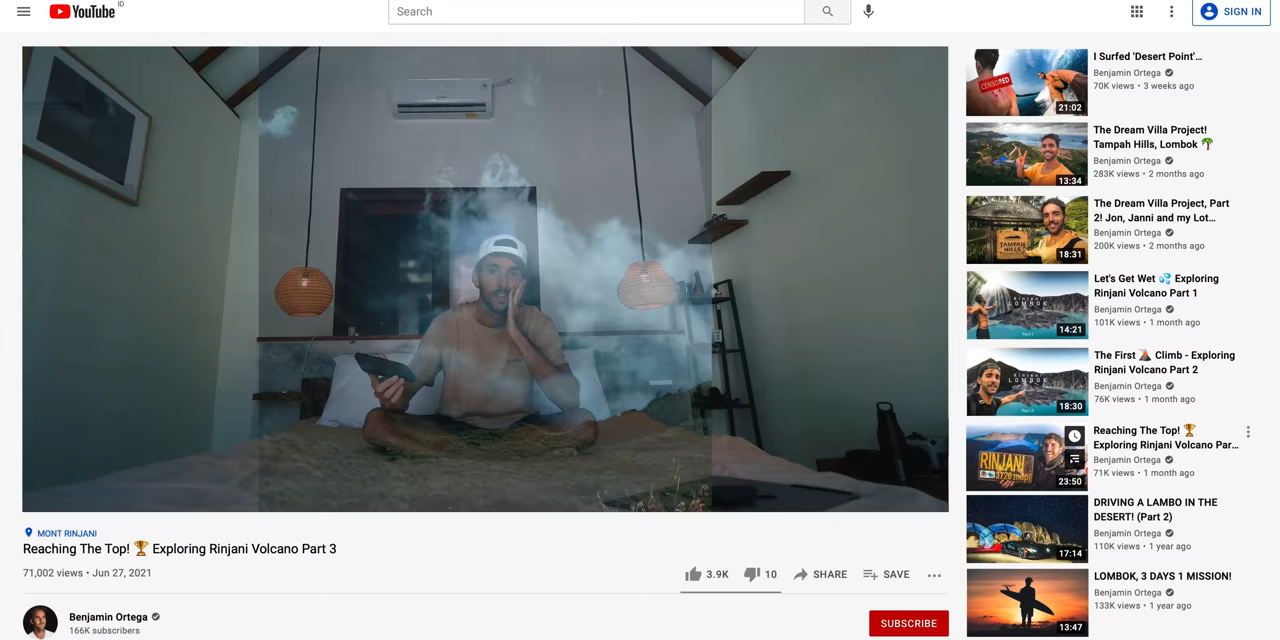 YouTube ID
Search
SIGN IN
MONT RINJANI
Reaching The Top! 🏆 Exploring Rinjani Volcano Part 3
71,002 views • Jun 27, 2021
3.9K
10
SHARE
SAVE
Benjamin Ortega
166K subscribers
SUBSCRIBE
CENSORED
21:02
I Surfed 'Desert Point'...
Benjamin Ortega
70K views • 3 weeks ago
13:34
The Dream Villa Project!
Tampah Hills, Lombok 🌴
Benjamin Ortega
283K views • 2 months ago
TAMPAH
HILLS
18:31
The Dream Villa Project, Part
2! Jon, Janni and my Lot...
Benjamin Ortega
200K views • 2 months ago
Rinjani
LOMBOK
14:21
Let's Get Wet 💦 Exploring
Rinjani Volcano Part 1
Benjamin Ortega
101K views • 1 month ago
Rinjani
LOMBOK
18:30
The First 🌋 Climb - Exploring
Rinjani Volcano Part 2
Benjamin Ortega
76K views • 1 month ago
RINJANI
3726 mdpl
23:50
Reaching The Top! 🏆
Exploring Rinjani Volcano Par...
Benjamin Ortega
71K views • 1 month ago
17:14
DRIVING A LAMBO IN THE
DESERT! (Part 2)
Benjamin Ortega
110K views • 1 year ago
13:47
LOMBOK, 3 DAYS 1 MISSION!
Benjamin Ortega
133K views • 1 year ago